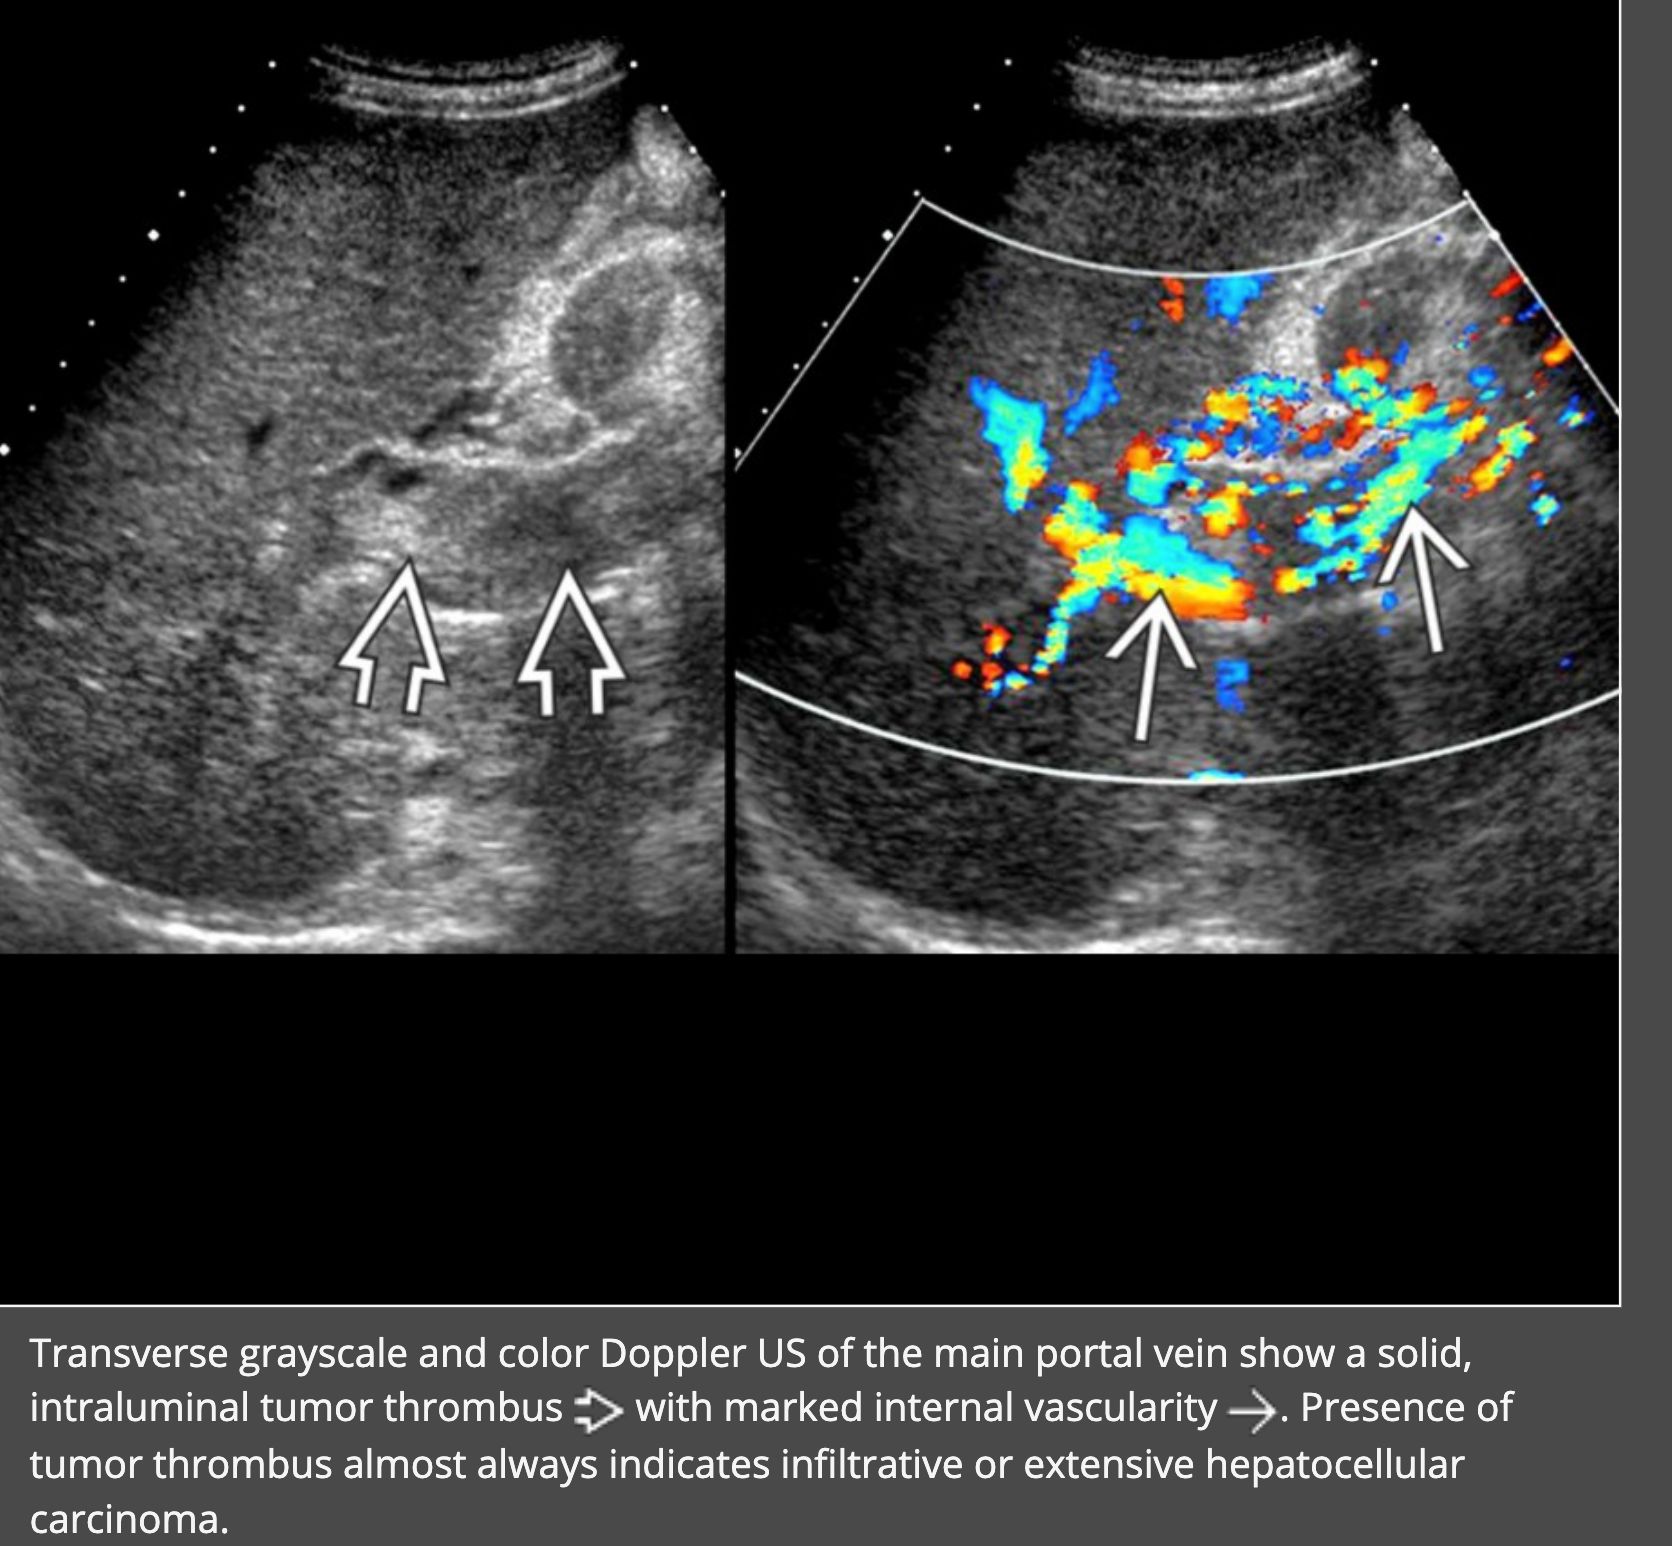 Transverse grayscale and color Doppler US of the main portal vein show a solid,
intraluminal tumor thrombus with marked internal vascularity . Presence of
tumor thrombus almost always indicates infiltrative or extensive hepatocellular
carcinoma.